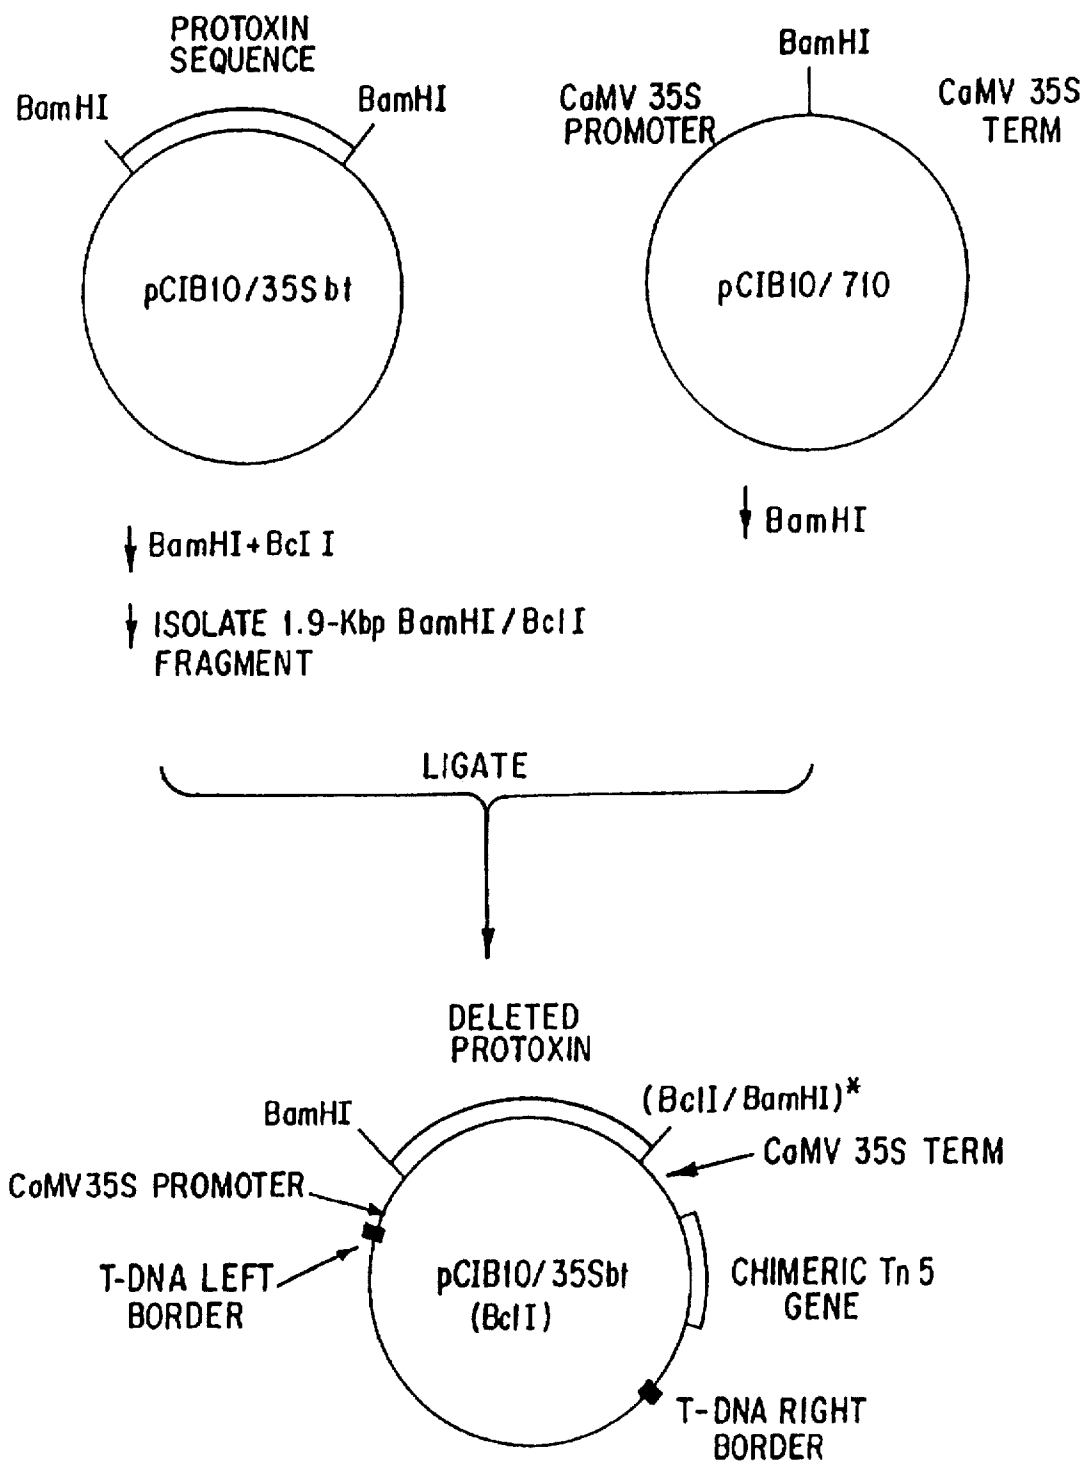 PROTOXIN
SEQUENCE
BamHI
BamHI
pCIB10/35Sbt
BamHI
CaMV 35S
PROMOTER
CaMV 35S
TERM
pCIB10/710
BamHI+BclI
BamHI
ISOLATE 1.9-Kbp BamHI/BclI
FRAGMENT
LIGATE
DELETED
PROTOXIN
BamHI
(BclI/BamHI)*
CaMV 35S TERM
CaMV35S PROMOTER
T-DNA LEFT
BORDER
pCIB10/35Sbt
(BclI)
CHIMERIC Tn 5
GENE
T-DNA RIGHT
BORDER